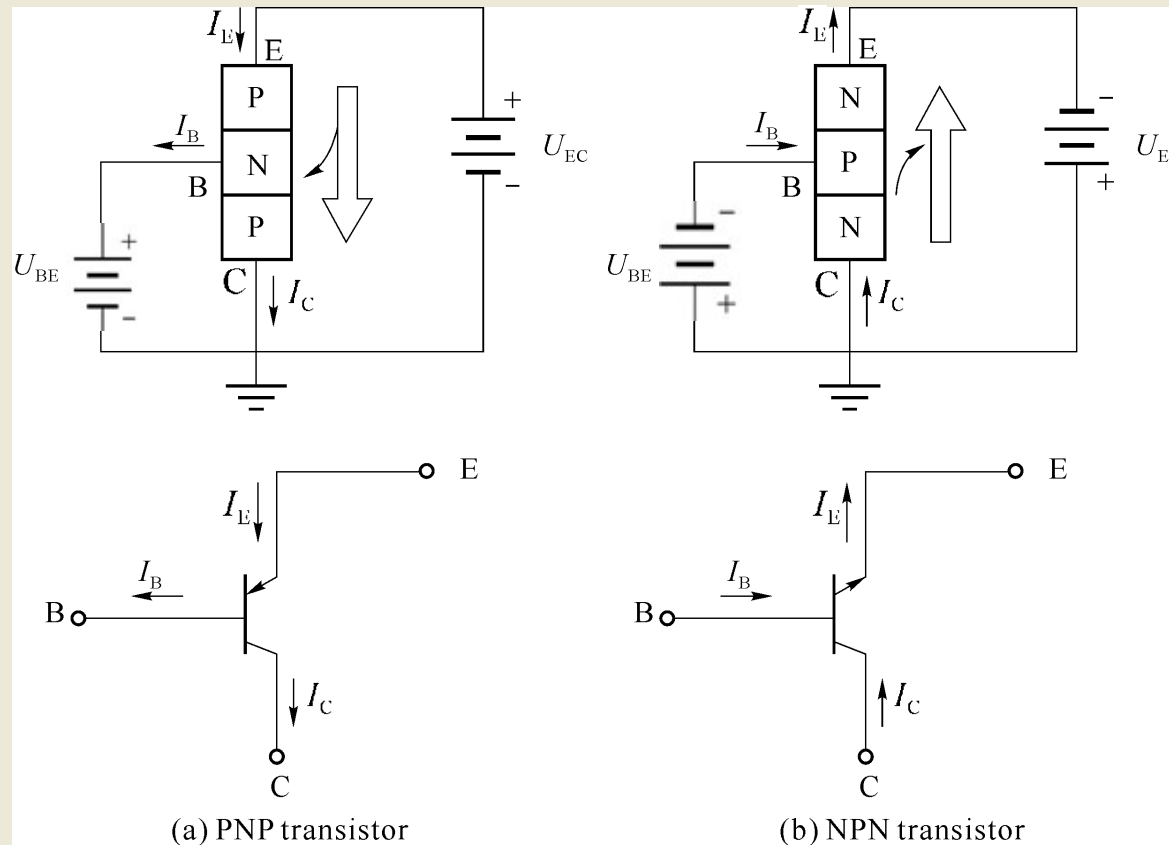 I_E
E
P
+
I_B
N
U_EC
B
-
P
+
U_BE
C
I_C
-
E
I_E
I_B
B
I_C
C
(a) PNP transistor
I_E
E
N
-
I_B
P
U_E
B
+
-
N
U_BE
C
I_C
+
E
I_E
I_B
B
I_C
C
(b) NPN transistor